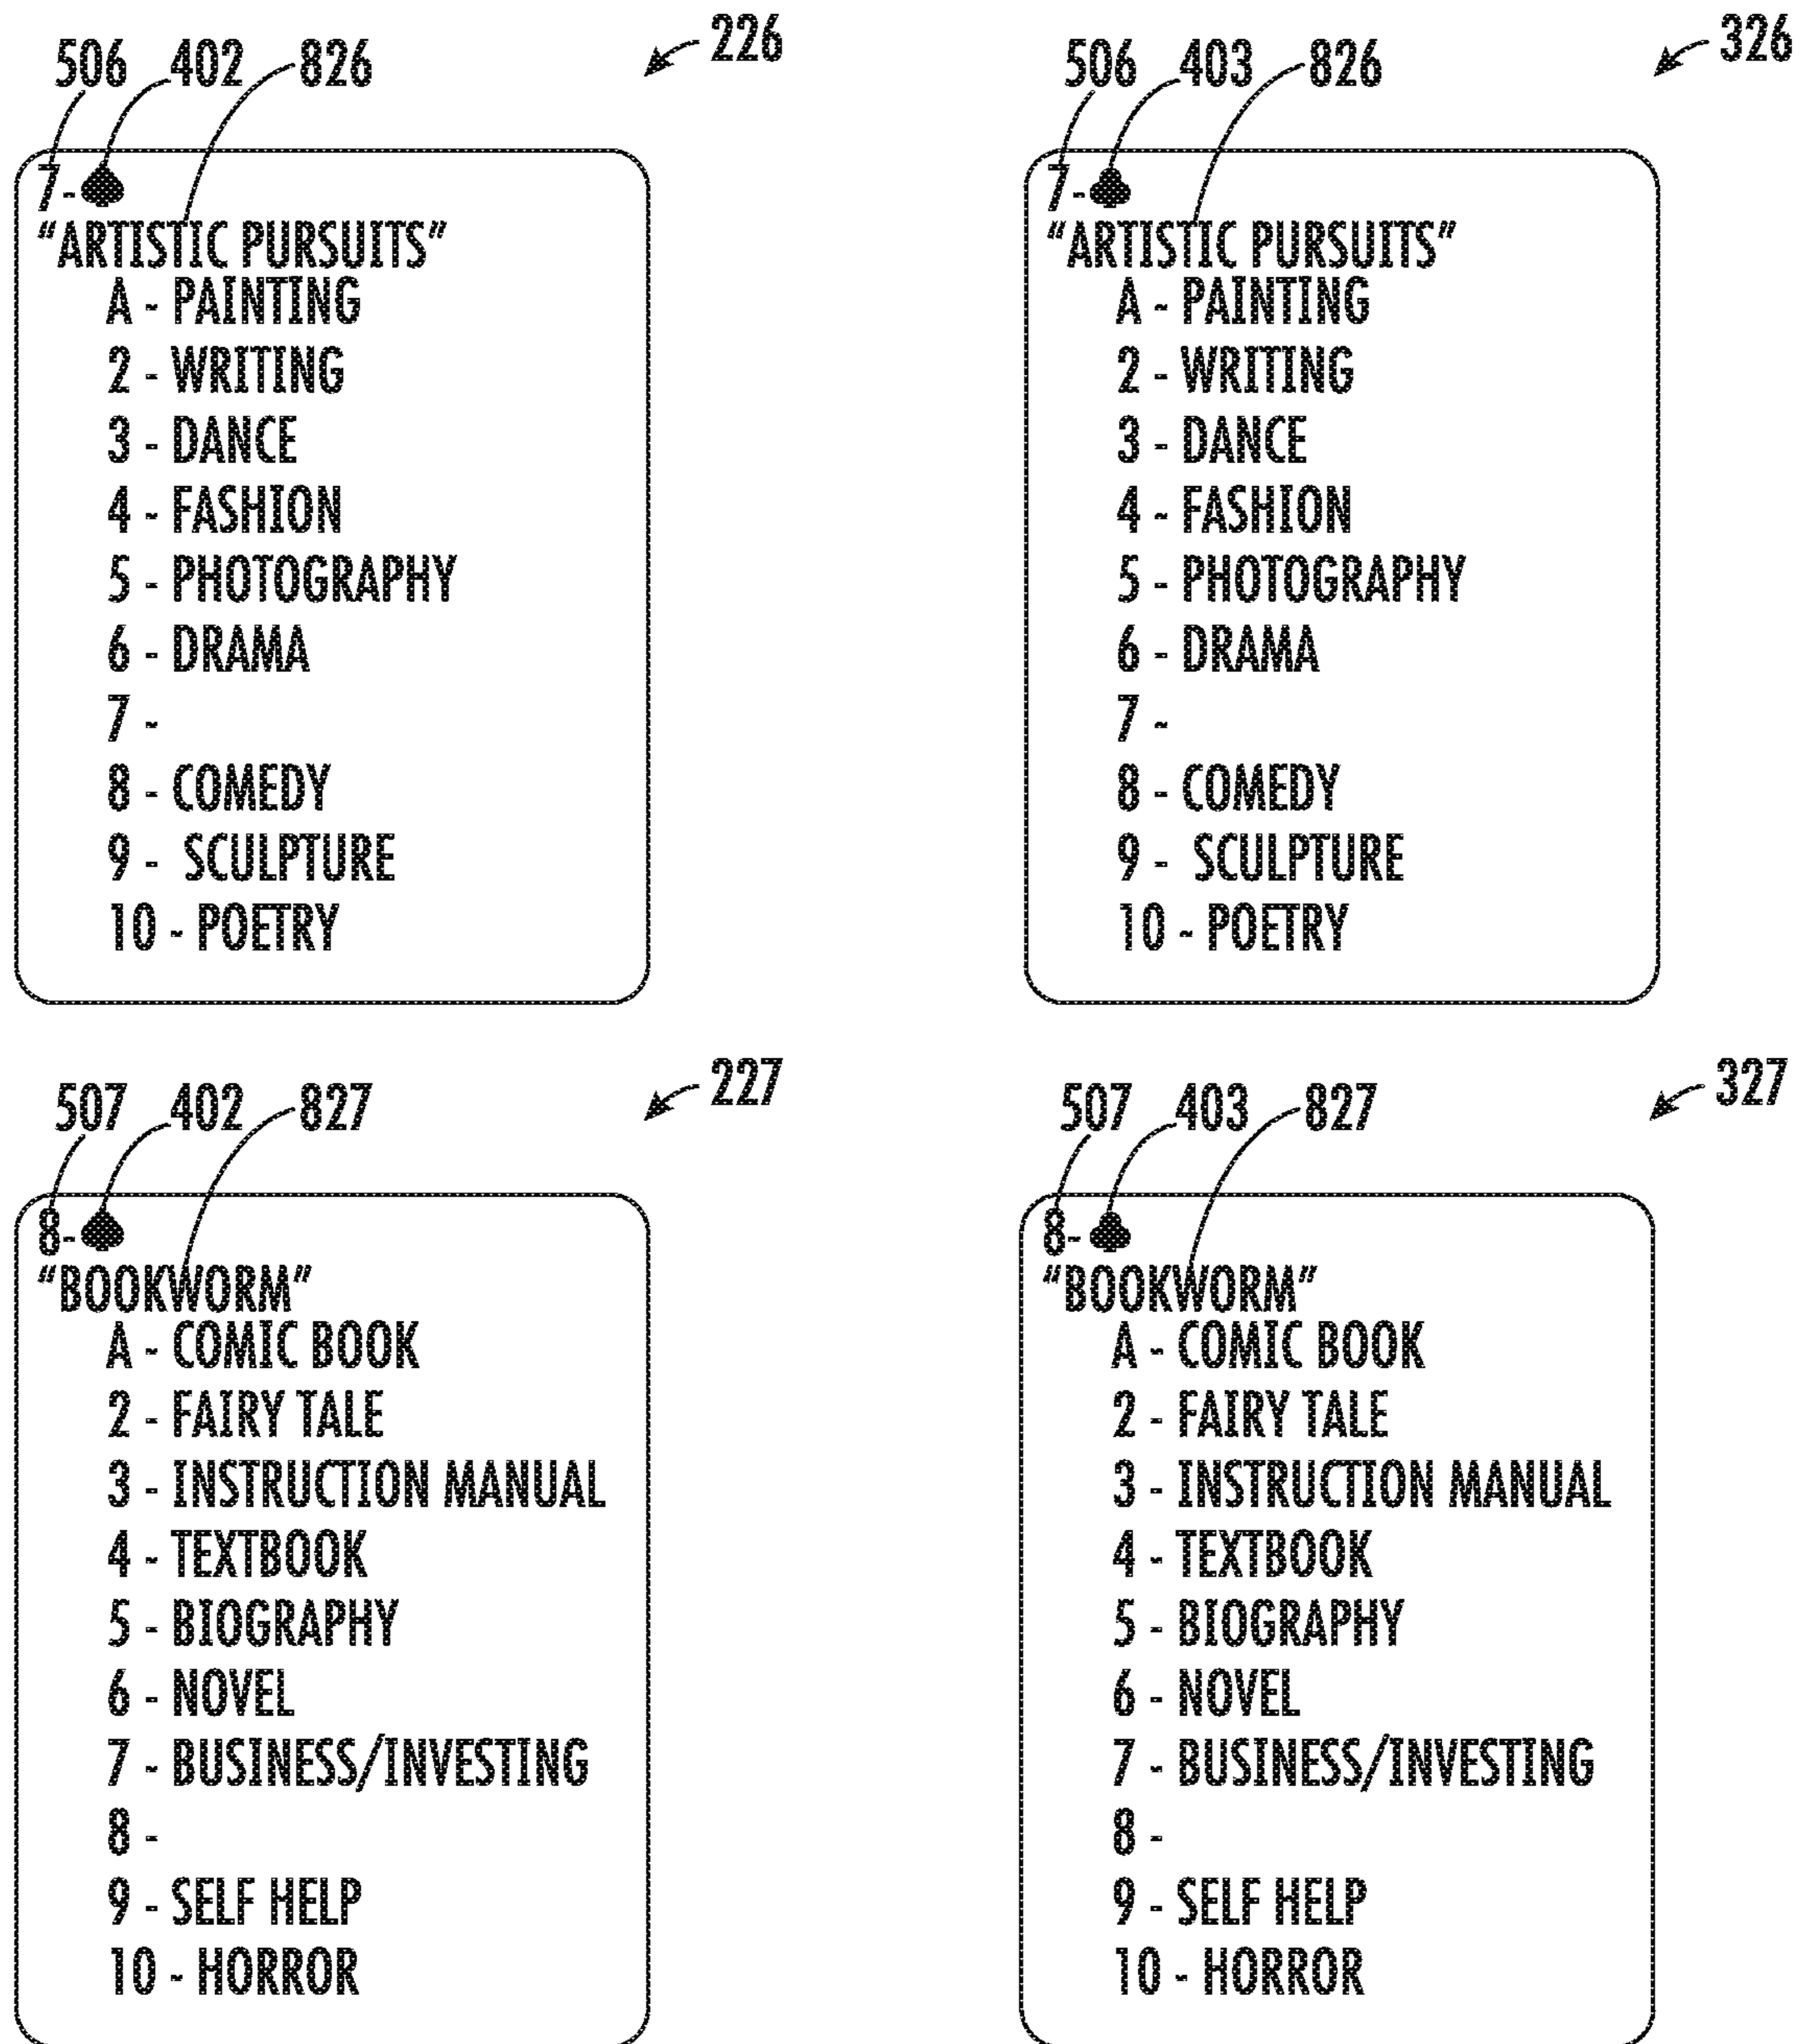 506 402 826 226
7-♠
“ARTISTIC PURSUITS”
A - PAINTING
2 - WRITING
3 - DANCE
4 - FASHION
5 - PHOTOGRAPHY
6 - DRAMA
7 -
8 - COMEDY
9 - SCULPTURE
10 - POETRY
506 403 826 326
7-♣
“ARTISTIC PURSUITS”
A - PAINTING
2 - WRITING
3 - DANCE
4 - FASHION
5 - PHOTOGRAPHY
6 - DRAMA
7 -
8 - COMEDY
9 - SCULPTURE
10 - POETRY
507 402 827 227
8-♠
“BOOKWORM”
A - COMIC BOOK
2 - FAIRY TALE
3 - INSTRUCTION MANUAL
4 - TEXTBOOK
5 - BIOGRAPHY
6 - NOVEL
7 - BUSINESS/INVESTING
8 -
9 - SELF HELP
10 - HORROR
507 403 827 327
8-♣
“BOOKWORM”
A - COMIC BOOK
2 - FAIRY TALE
3 - INSTRUCTION MANUAL
4 - TEXTBOOK
5 - BIOGRAPHY
6 - NOVEL
7 - BUSINESS/INVESTING
8 -
9 - SELF HELP
10 - HORROR